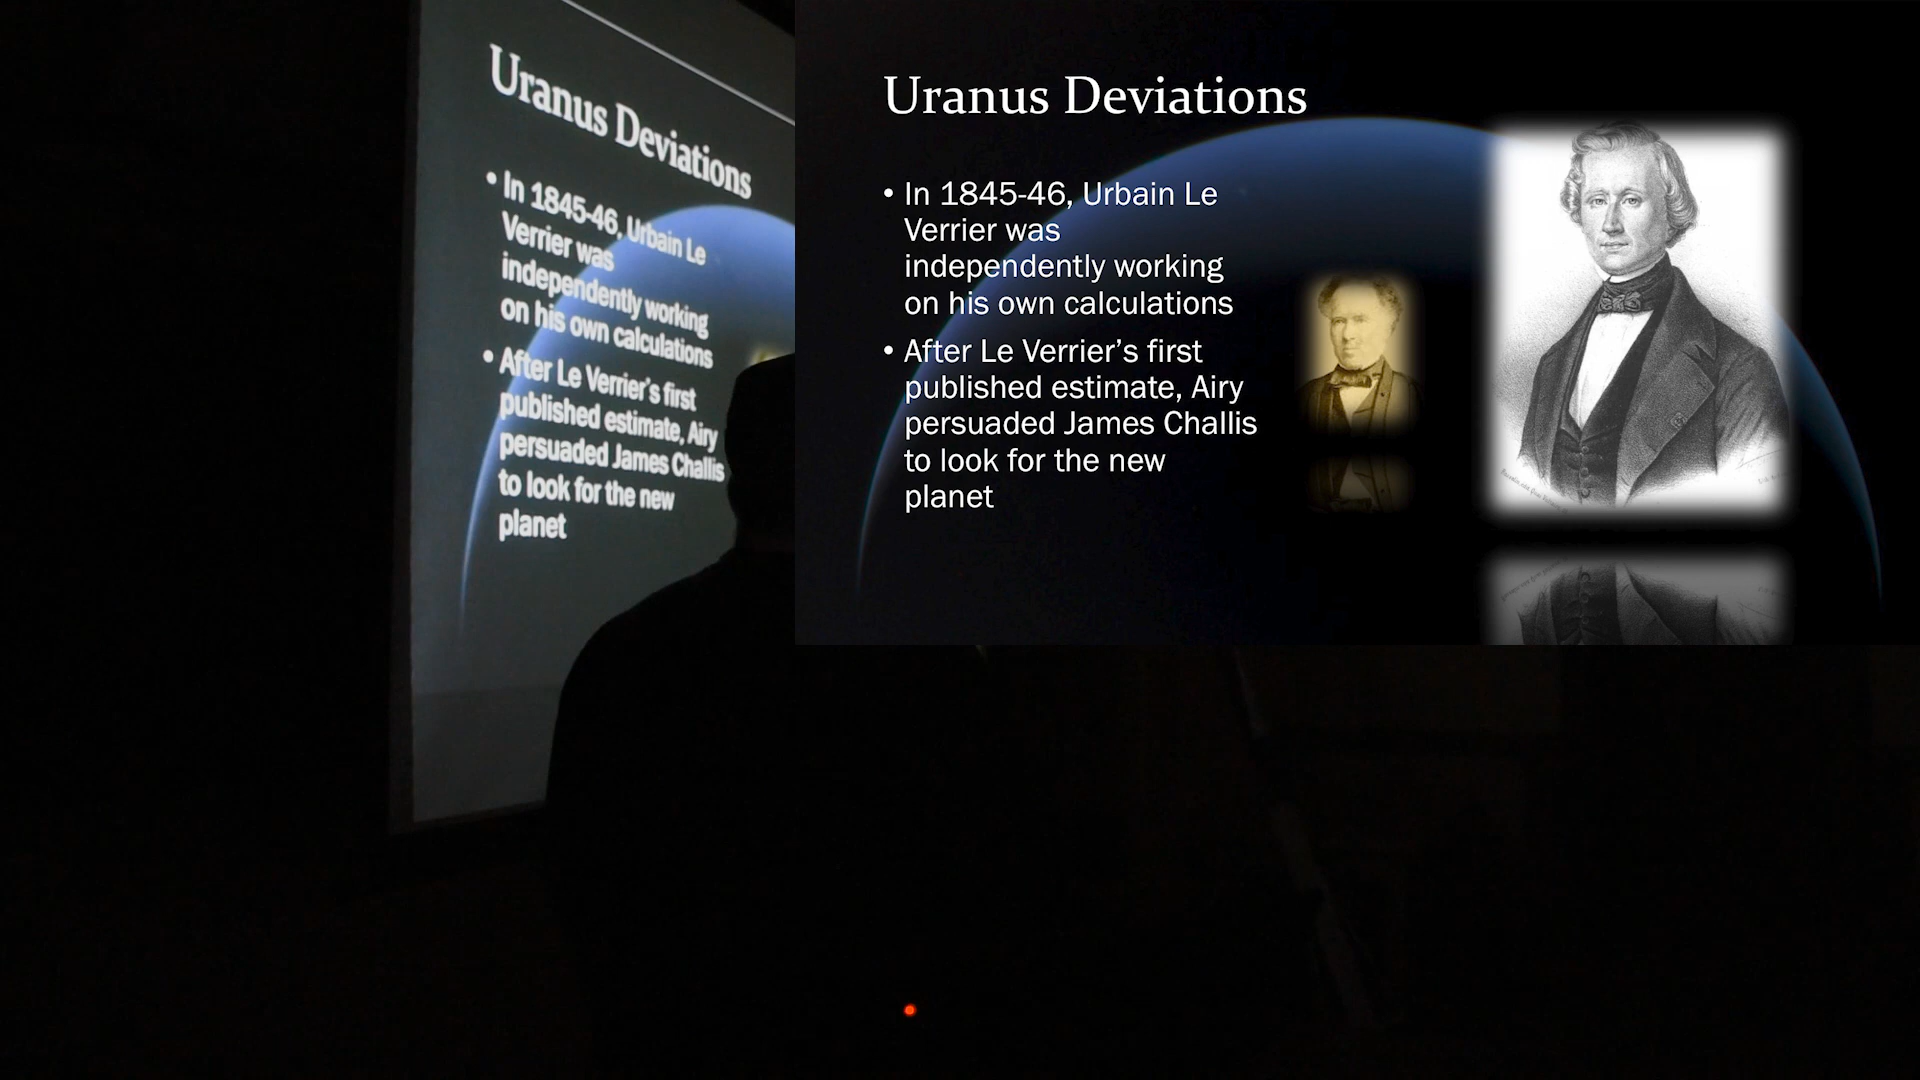 Uranus Deviations
• In 1845-46, Urbain Le
Verrier was
independently working
on his own calculations
• After Le Verrier's first
published estimate, Airy
persuaded James Challis
to look for the new
planet
Uranus Deviations
• In 1845-46, Urbain Le
Verrier was
independently working
on his own calculations
• After Le Verrier’s first
published estimate, Airy
persuaded James Challis
to look for the new
planet